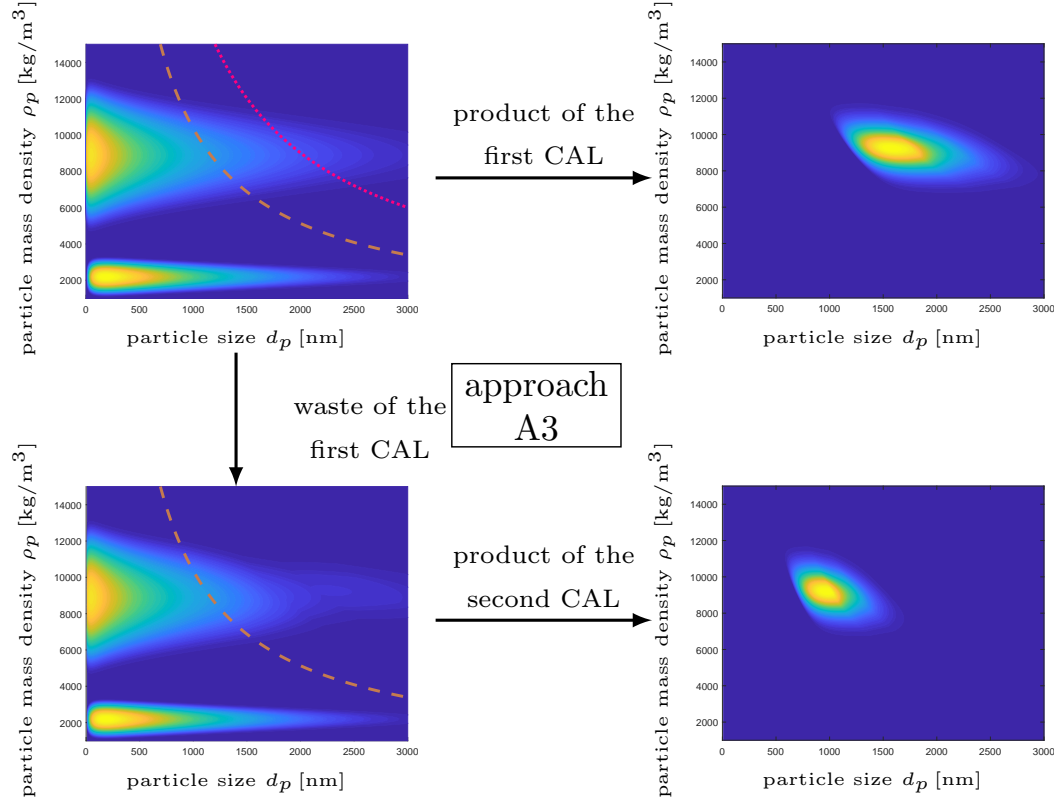 particle mass density ρp [kg/m³]
14000
12000
10000
8000
6000
4000
2000
0 500 1000 1500 2000 2500 3000
particle size dp [nm]
product of the
first CAL
particle mass density ρp [kg/m³]
14000
12000
10000
8000
6000
4000
2000
0 500 1000 1500 2000 2500 3000
particle size dp [nm]
waste of the
first CAL
approach
A3
particle mass density ρp [kg/m³]
14000
12000
10000
8000
6000
4000
2000
0 500 1000 1500 2000 2500 3000
particle size dp [nm]
product of the
second CAL
particle mass density ρp [kg/m³]
14000
12000
10000
8000
6000
4000
2000
0 500 1000 1500 2000 2500 3000
particle size dp [nm]